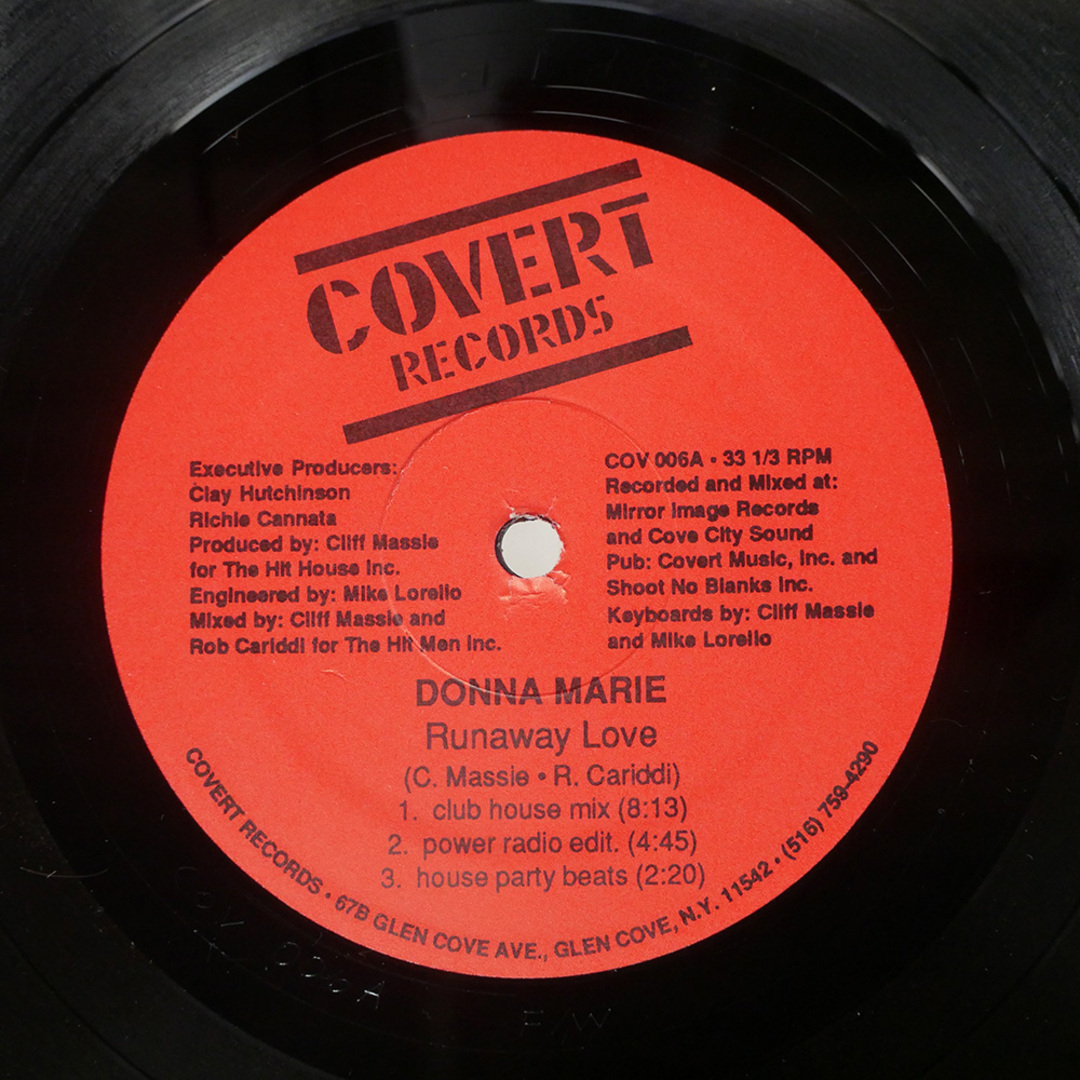 COVERT
RECORDS
Executive Producers:
Clay Hutchinson
Richie Cannata
Produced by: Cliff Massie
for The Hit House Inc.
Engineered by: Mike Lorello
Mixed by: Cliff Massie and
Rob Cariddi for The Hit Men Inc.
COV 006A • 33 1/3 RPM
Recorded and Mixed at:
Mirror Image Records
and Cove City Sound
Pub: Covert Music, Inc. and
Shoot No Blanks Inc.
Keyboards by: Cliff Massie
and Mike Lorello
DONNA MARIE
Runaway Love
(C. Massie • R. Cariddi)
1. club house mix (8:13)
2. power radio edit. (4:45)
3. house party beats (2:20)
COVERT RECORDS • 67B GLEN COVE AVE., GLEN COVE, N.Y. 11542 • (516) 759-4290
COV 006A
F/W